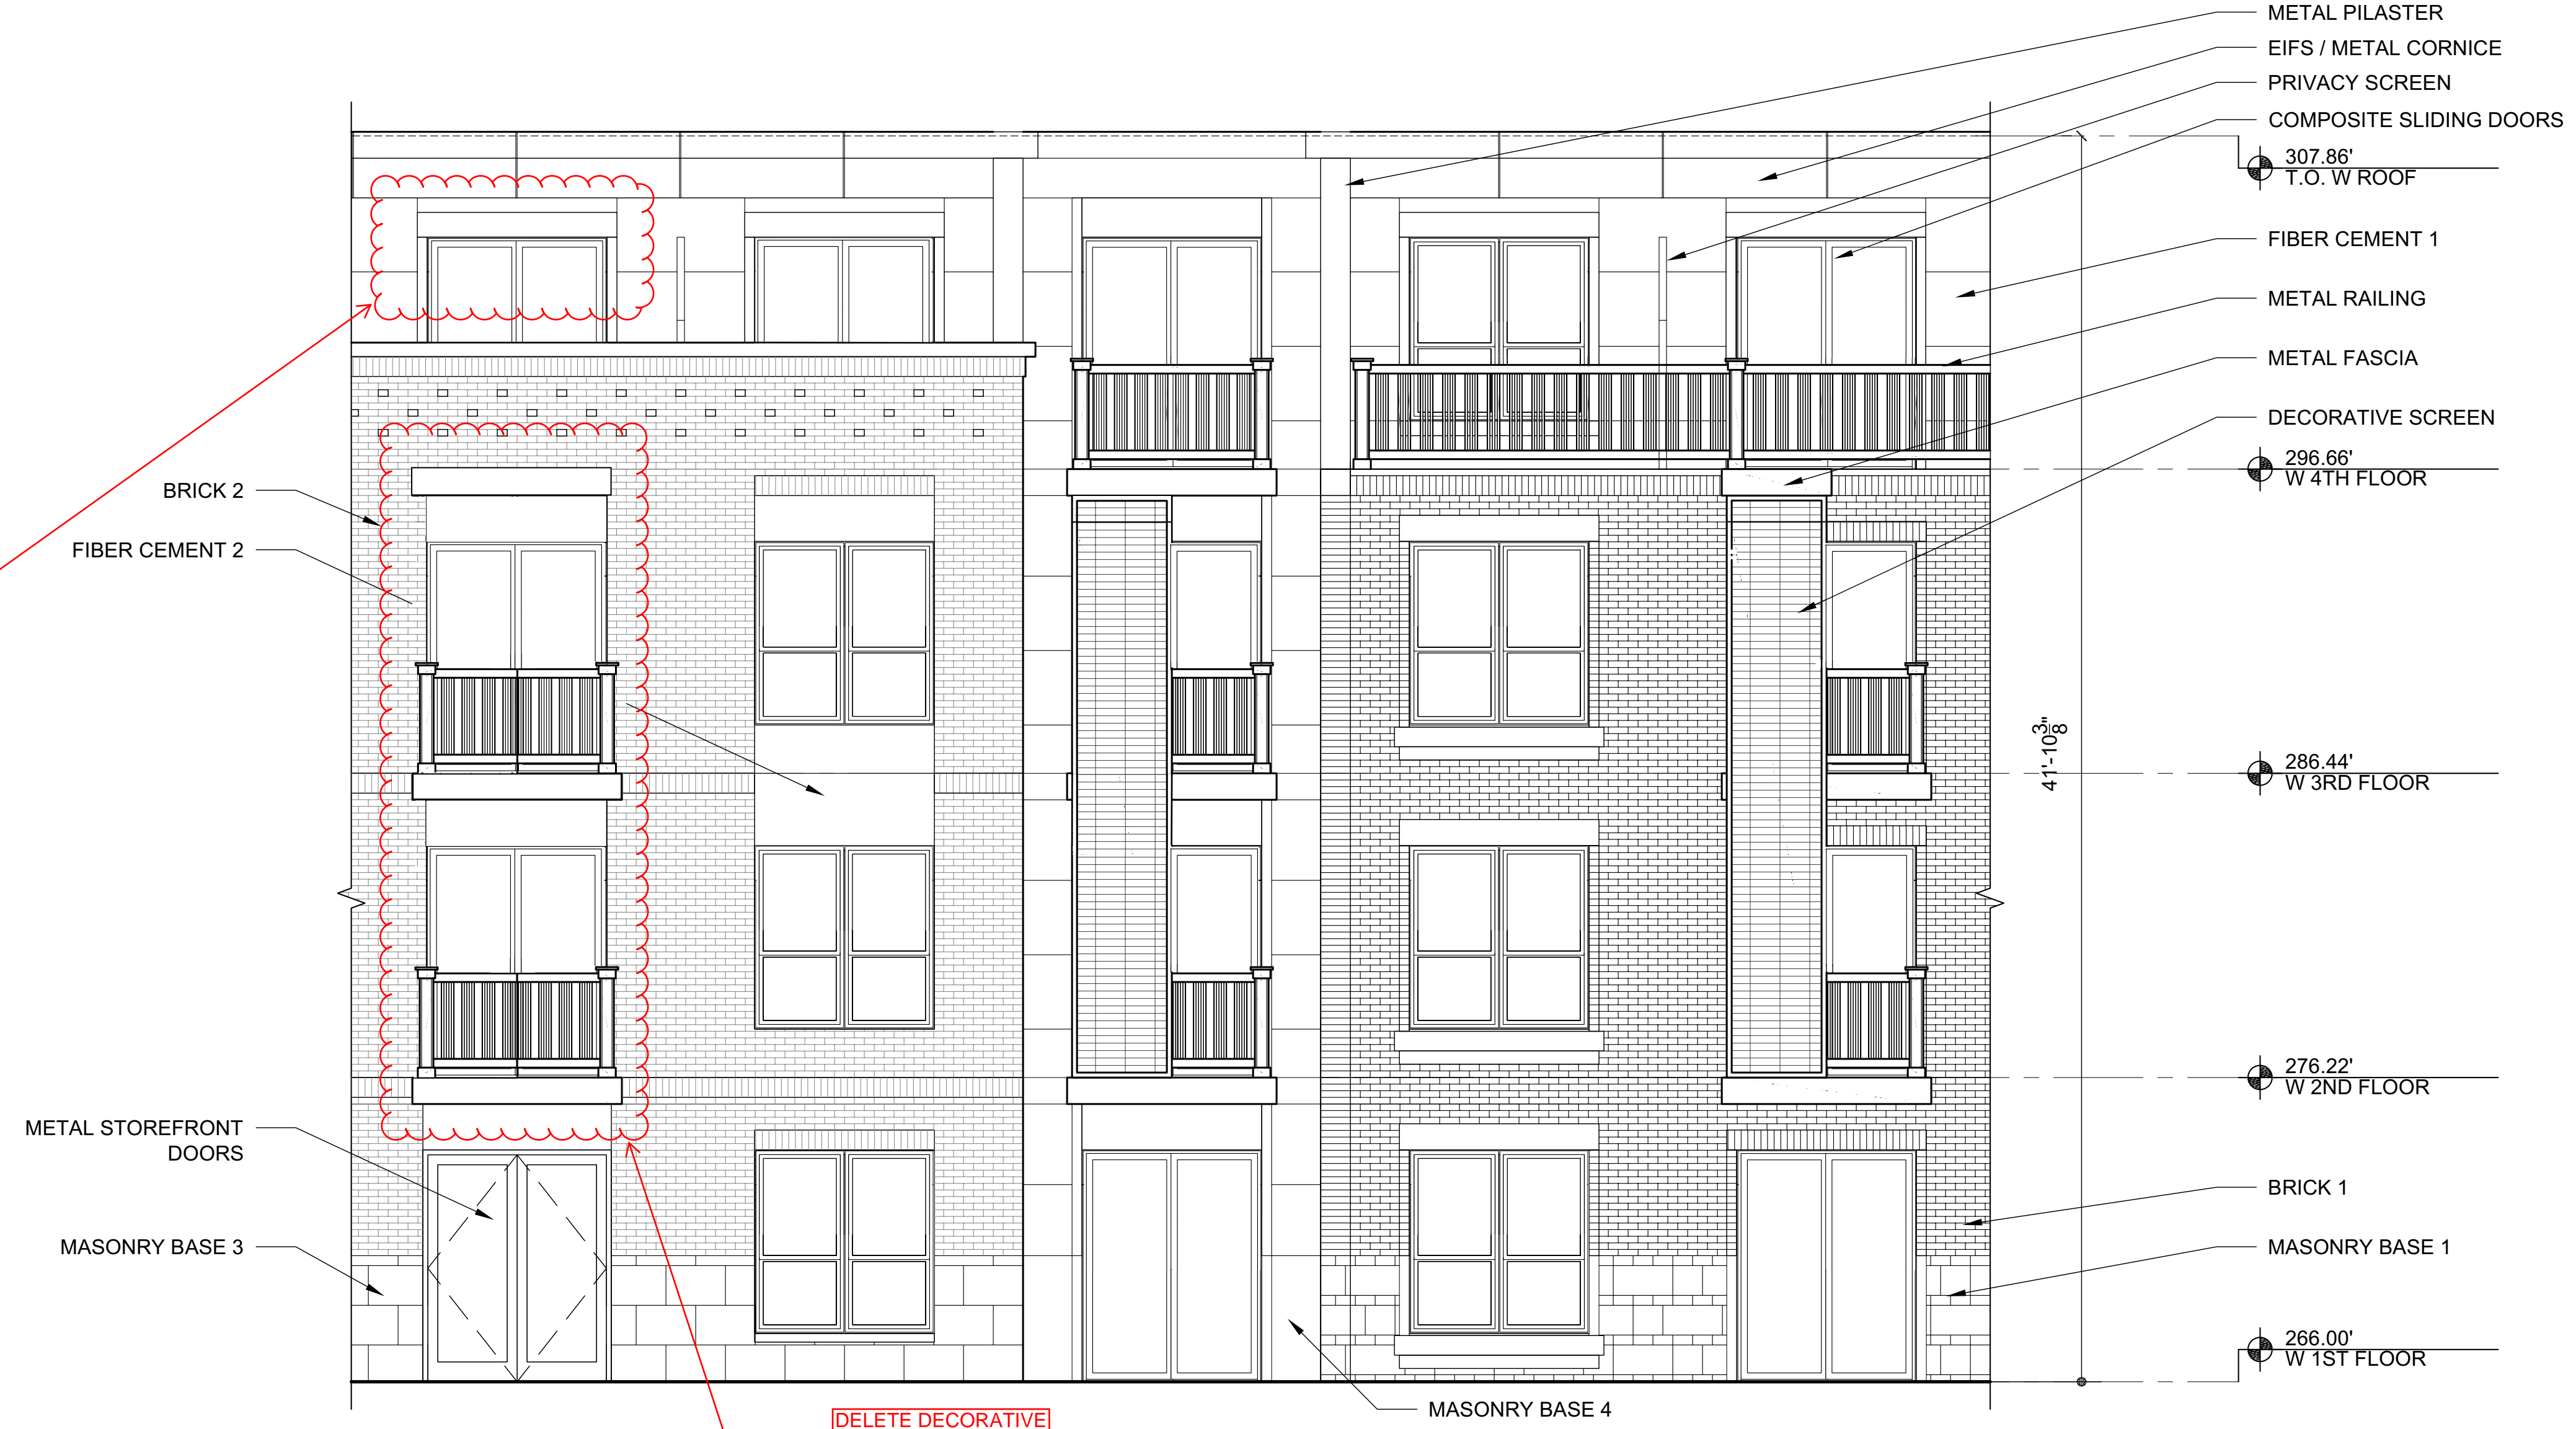 METAL PILASTER
EIFS / METAL CORNICE
PRIVACY SCREEN
COMPOSITE SLIDING DOORS
307.86'
T.O. W ROOF
FIBER CEMENT 1
METAL RAILING
METAL FASCIA
DECORATIVE SCREEN
296.66'
W 4TH FLOOR
BRICK 2
FIBER CEMENT 2
41'-10 3/8"
286.44'
W 3RD FLOOR
276.22'
W 2ND FLOOR
METAL STOREFRONT
DOORS
BRICK 1
MASONRY BASE 3
MASONRY BASE 1
266.00'
W 1ST FLOOR
MASONRY BASE 4
DELETE DECORATIVE